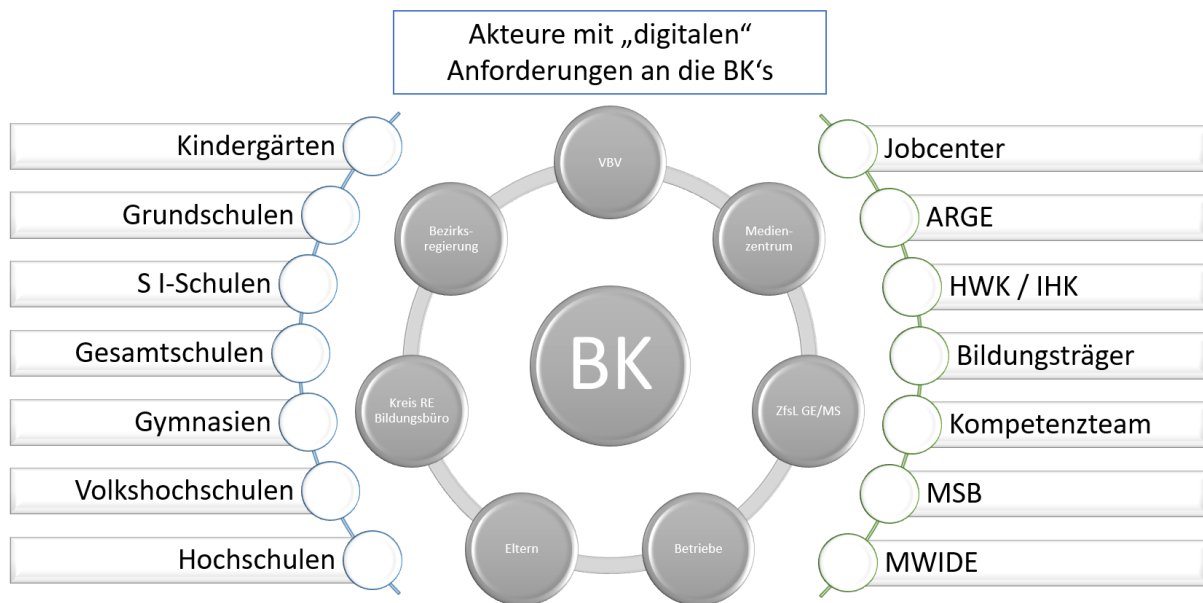 Akteure mit „digitalen“
Anforderungen an die BK‘s
Kindergärten
Grundschulen
S I-Schulen
Gesamtschulen
Gymnasien
Volkshochschulen
Hochschulen
VBV
Bezirks-
regierung
Medien-
zentrum
BK
Kreis RE
Bildungsbüro
ZfsL GE/MS
Eltern
Betriebe
Jobcenter
ARGE
HWK / IHK
Bildungsträger
Kompetenzteam
MSB
MWIDE